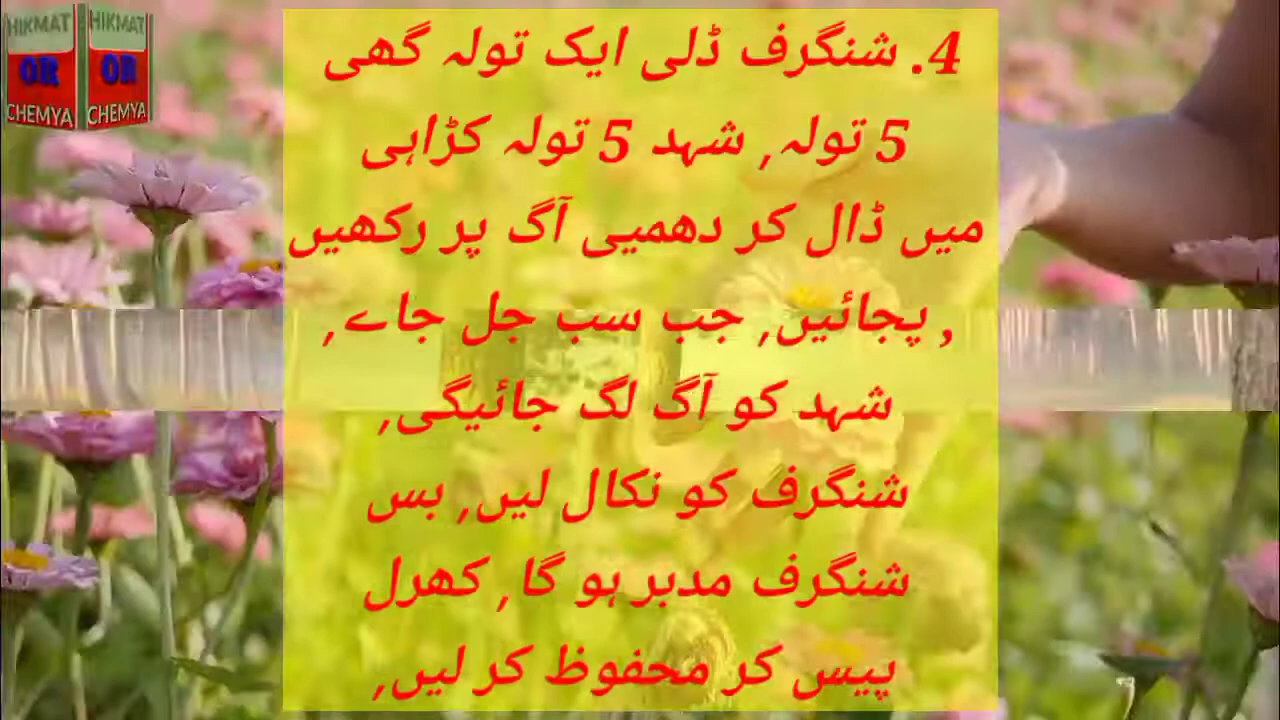 HIKMAT HIKMAT
OR OR
CHEMYA CHEMYA
4. شنگرف ڈلی ایک تولہ گھی
5 تولہ, شہد 5 تولہ کڑاہی
میں ڈال کر دھمیی آگ پر رکھیں
, پجائیں, جب سب جل جاے,
شہد کو آگ لگ جائیگی,
شنگرف کو نکال لیں, بس
شنگرف مدبر ہو گا, کھرل
پیس کر محفوظ کر لیں,